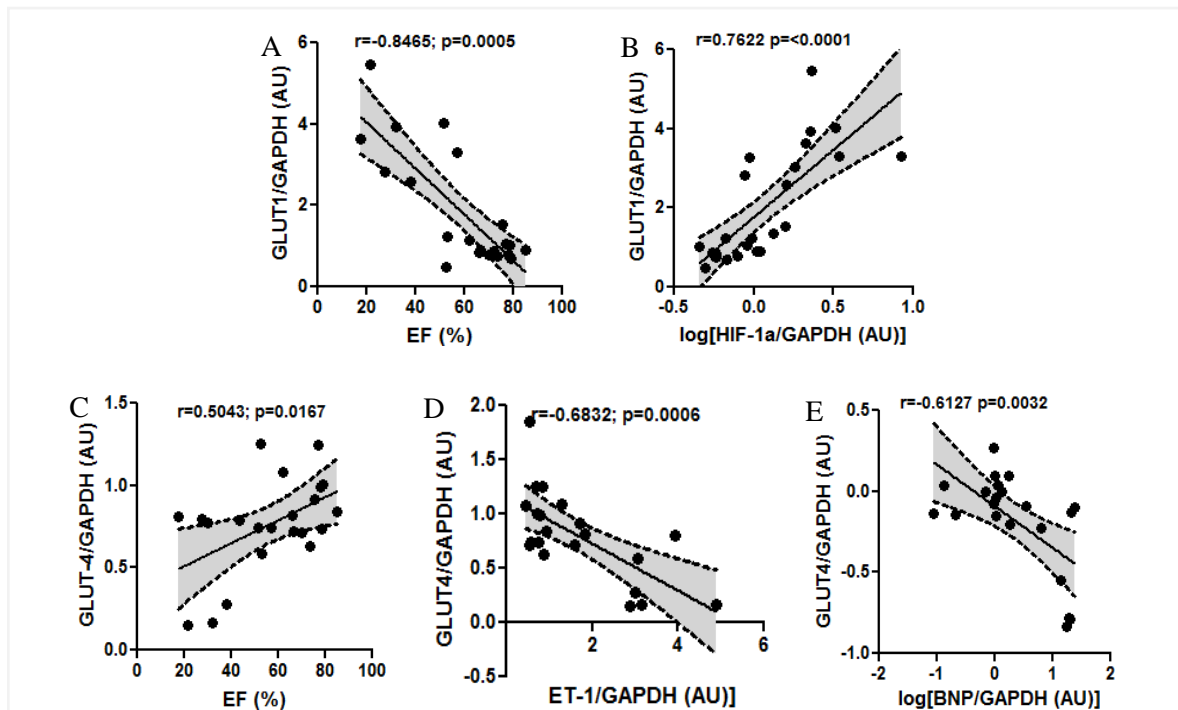 A
r=-0.8465; p=0.0005
GLUT1/GAPDH (AU)
6
4
2
0
0 20 40 60 80 100
EF (%)
B
r=0.7622 p=<0.0001
GLUT1/GAPDH (AU)
6
4
2
0
-0.5 0.0 0.5 1.0
log[HIF-1a/GAPDH (AU)]
C
r=0.5043; p=0.0167
GLUT-4/GAPDH (AU)
1.5
1.0
0.5
0.0
0 20 40 60 80 100
EF (%)
D
r=-0.6832; p=0.0006
GLUT4/GAPDH (AU)
2.0
1.5
1.0
0.5
0.0
-0.5
2 4 6
ET-1/GAPDH (AU)]
E
r=-0.6127 p=0.0032
GLUT4/GAPDH (AU)
0.5
0.0
-0.5
-1.0
-2 -1 0 1 2
log[BNP/GAPDH (AU)]